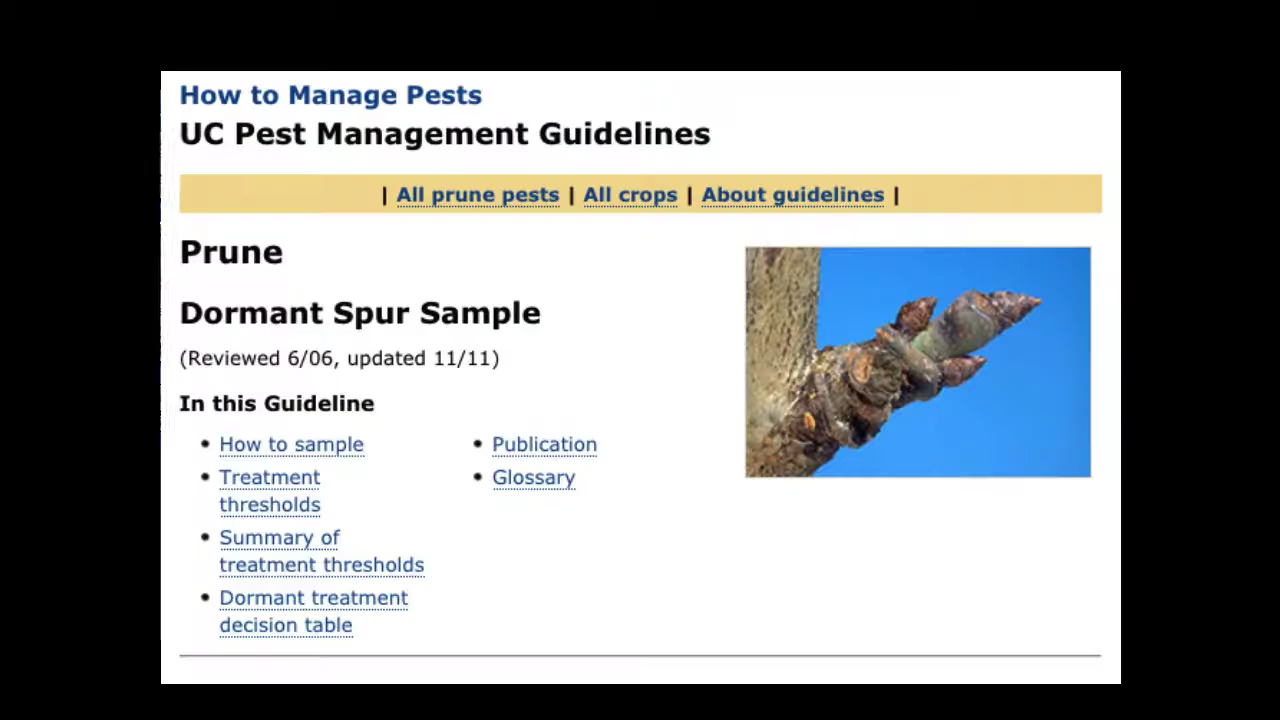 How to Manage Pests
UC Pest Management Guidelines
| All prune pests | All crops | About guidelines |
Prune
Dormant Spur Sample
(Reviewed 6/06, updated 11/11)
In this Guideline
• How to sample
• Treatment
thresholds
• Summary of
treatment thresholds
• Dormant treatment
decision table
• Publication
• Glossary